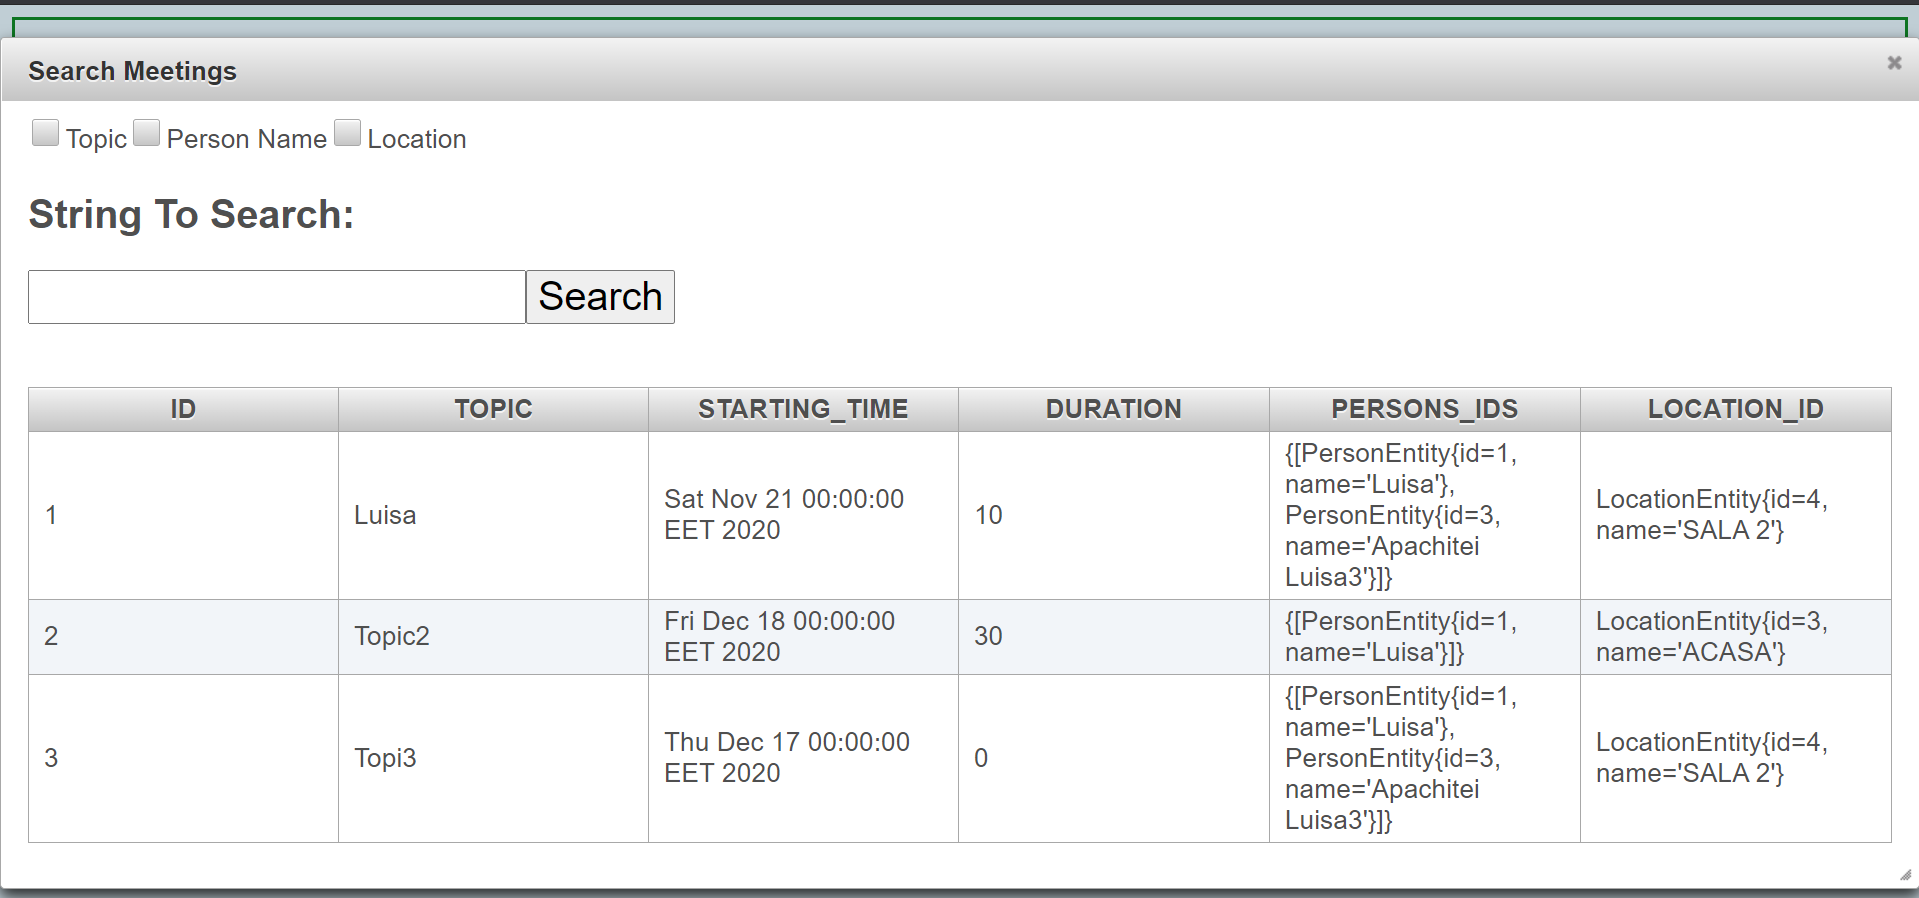 Search Meetings
Topic Person Name Location
String To Search:
Search
ID TOPIC STARTING_TIME DURATION PERSONS_IDS LOCATION_ID
1 Luisa Sat Nov 21 00:00:00 EET 2020 10 {[PersonEntity{id=1, name='Luisa'}, PersonEntity{id=3, name='Apachitei Luisa3'}]} LocationEntity{id=4, name='SALA 2'}
2 Topic2 Fri Dec 18 00:00:00 EET 2020 30 {[PersonEntity{id=1, name='Luisa'}]} LocationEntity{id=3, name='ACASA'}
3 Topi3 Thu Dec 17 00:00:00 EET 2020 0 {[PersonEntity{id=1, name='Luisa'}, PersonEntity{id=3, name='Apachitei Luisa3'}]} LocationEntity{id=4, name='SALA 2'}